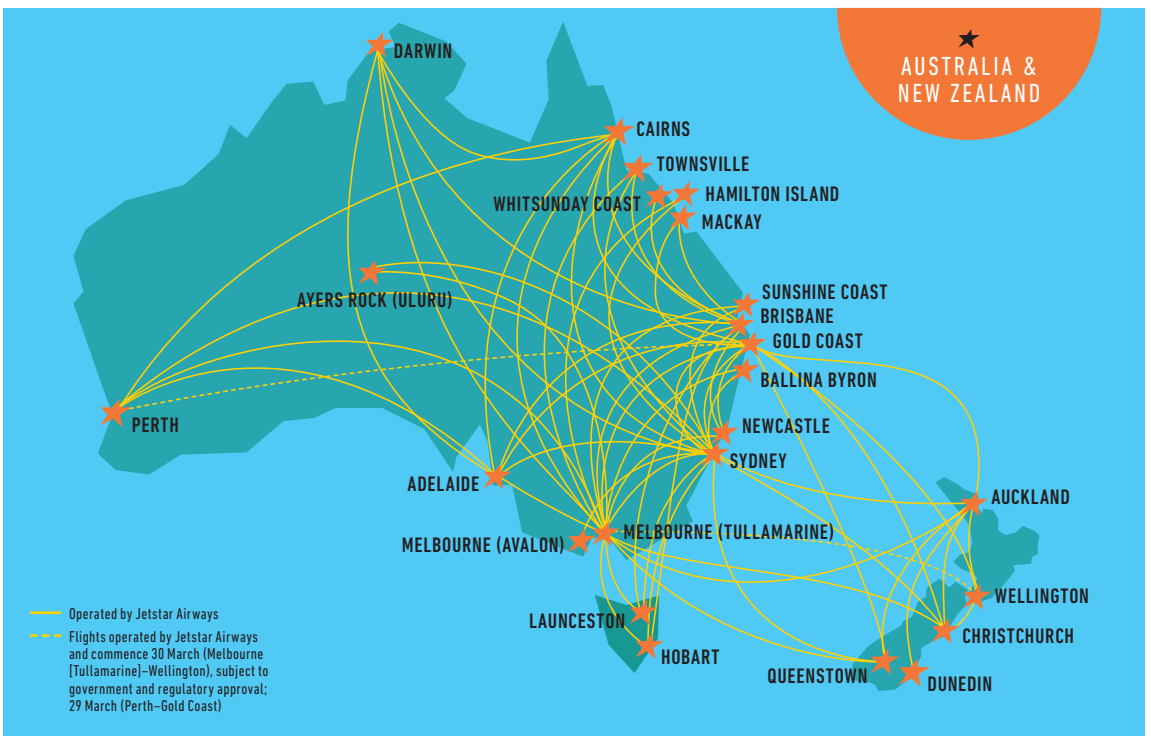 AUSTRALIA &
NEW ZEALAND
DARWIN
CAIRNS
TOWNSVILLE
HAMILTON ISLAND
WHITSUNDAY COAST
MACKAY
AYERS ROCK (ULURU)
SUNSHINE COAST
BRISBANE
GOLD COAST
BALLINA BYRON
PERTH
NEWCASTLE
SYDNEY
ADELAIDE
AUCKLAND
MELBOURNE (TULLAMARINE)
MELBOURNE (AVALON)
WELLINGTON
LAUNCESTON
CHRISTCHURCH
HOBART
QUEENSTOWN
DUNEDIN
Operated by Jetstar Airways
Flights operated by Jetstar Airways
and commence 30 March (Melbourne
[Tullamarine]–Wellington), subject to
government and regulatory approval;
29 March (Perth–Gold Coast)